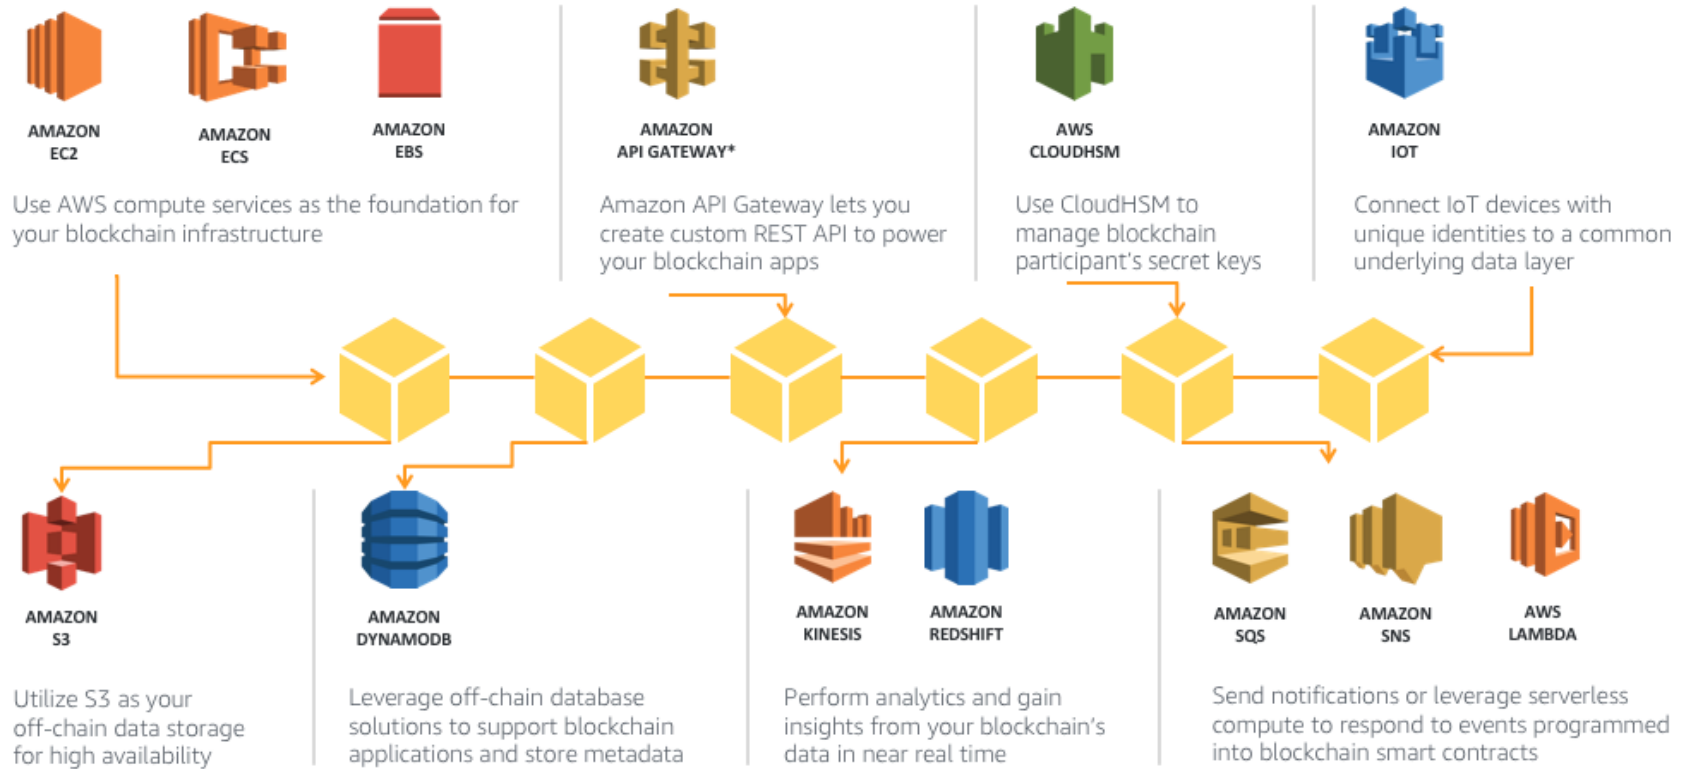 AMAZON
EC2
AMAZON
ECS
AMAZON
EBS
Use AWS compute services as the foundation for
your blockchain infrastructure
AMAZON
API GATEWAY*
Amazon API Gateway lets you
create custom REST API to power
your blockchain apps
AWS
CLOUDHSM
Use CloudHSM to
manage blockchain
participant's secret keys
AMAZON
IOT
Connect IoT devices with
unique identities to a common
underlying data layer
AMAZON
S3
Utilize S3 as your
off-chain data storage
for high availability
AMAZON
DYNAMODB
Leverage off-chain database
solutions to support blockchain
applications and store metadata
AMAZON
KINESIS
AMAZON
REDSHIFT
Perform analytics and gain
insights from your blockchain's
data in near real time
AMAZON
SQS
AMAZON
SNS
AWS
LAMBDA
Send notifications or leverage serverless
compute to respond to events programmed
into blockchain smart contracts